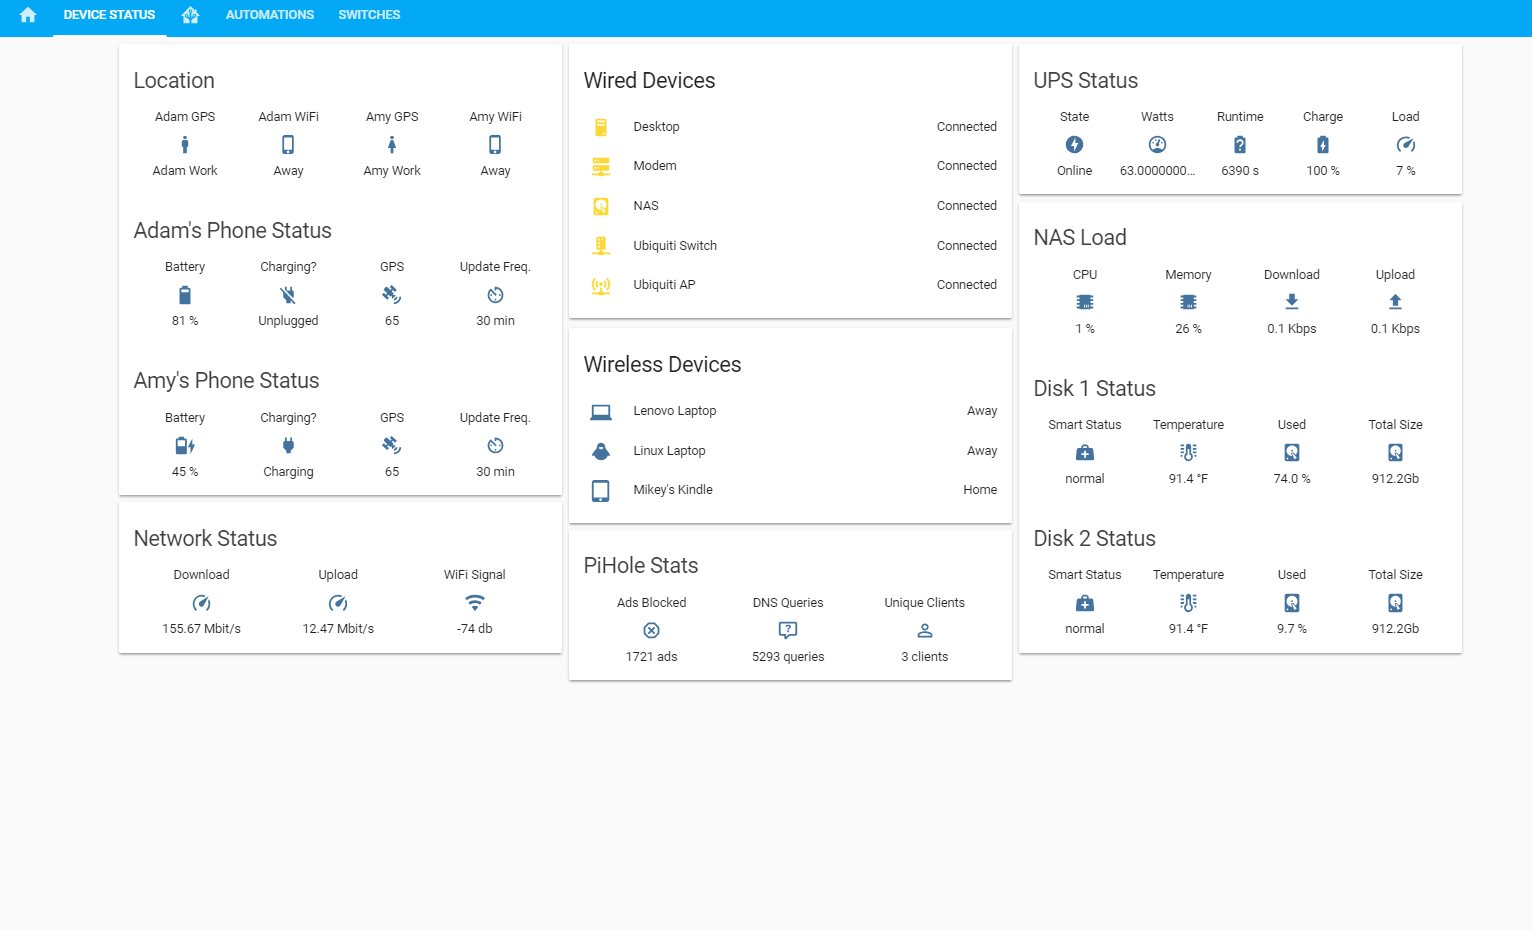 DEVICE STATUS AUTOMATIONS SWITCHES
Location
Adam GPS Adam WiFi Amy GPS Amy WiFi
Adam Work Away Amy Work Away
Adam's Phone Status
Battery Charging? GPS Update Freq.
81 % Unplugged 65 30 min
Amy's Phone Status
Battery Charging? GPS Update Freq.
45 % Charging 65 30 min
Network Status
Download Upload WiFi Signal
155.67 Mbit/s 12.47 Mbit/s -74 db
Wired Devices
Desktop Connected
Modem Connected
NAS Connected
Ubiquiti Switch Connected
Ubiquiti AP Connected
Wireless Devices
Lenovo Laptop Away
Linux Laptop Away
Mikey's Kindle Home
PiHole Stats
Ads Blocked DNS Queries Unique Clients
1721 ads 5293 queries 3 clients
UPS Status
State Watts Runtime Charge Load
Online 63.0000000... 6390 s 100 % 7 %
NAS Load
CPU Memory Download Upload
1 % 26 % 0.1 Kbps 0.1 Kbps
Disk 1 Status
Smart Status Temperature Used Total Size
normal 91.4 °F 74.0 % 912.2Gb
Disk 2 Status
Smart Status Temperature Used Total Size
normal 91.4 °F 9.7 % 912.2Gb